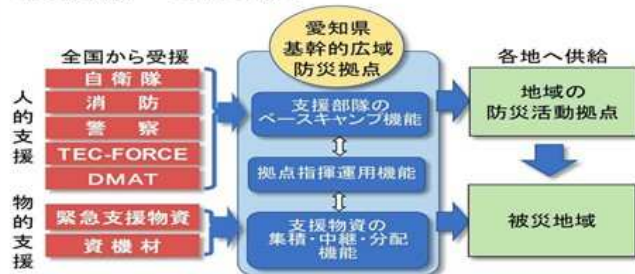 愛知県
基幹的広域
防災拠点
全国から受援
各地へ供給
人的支援
自衛隊
消防
警察
TEC-FORCE
DMAT
物的支援
緊急支援物資
資機材
支援部隊の
ベースキャンプ機能
拠点指揮運用機能
支援物資の
集積・中継・分配
機能
地域の
防災活動拠点
被災地域